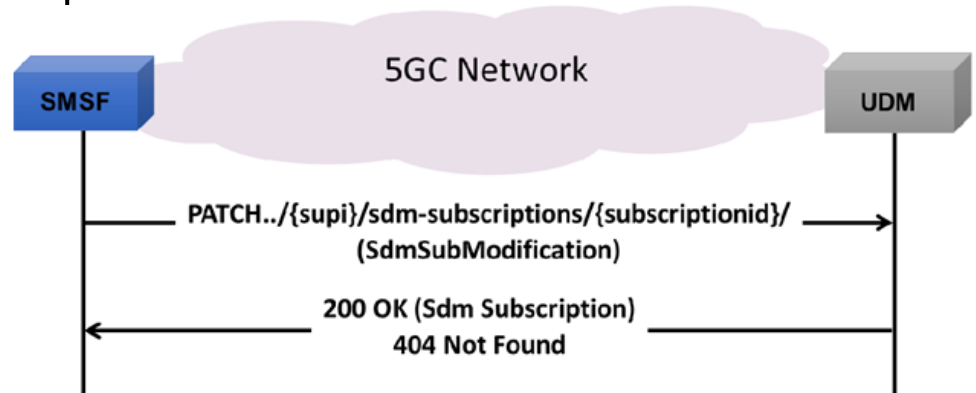 5GC Network
SMSF
UDM
PATCH../{supi}/sdm-subscriptions/{subscriptionid}/
(SdmSubModification)
200 OK (Sdm Subscription)
404 Not Found